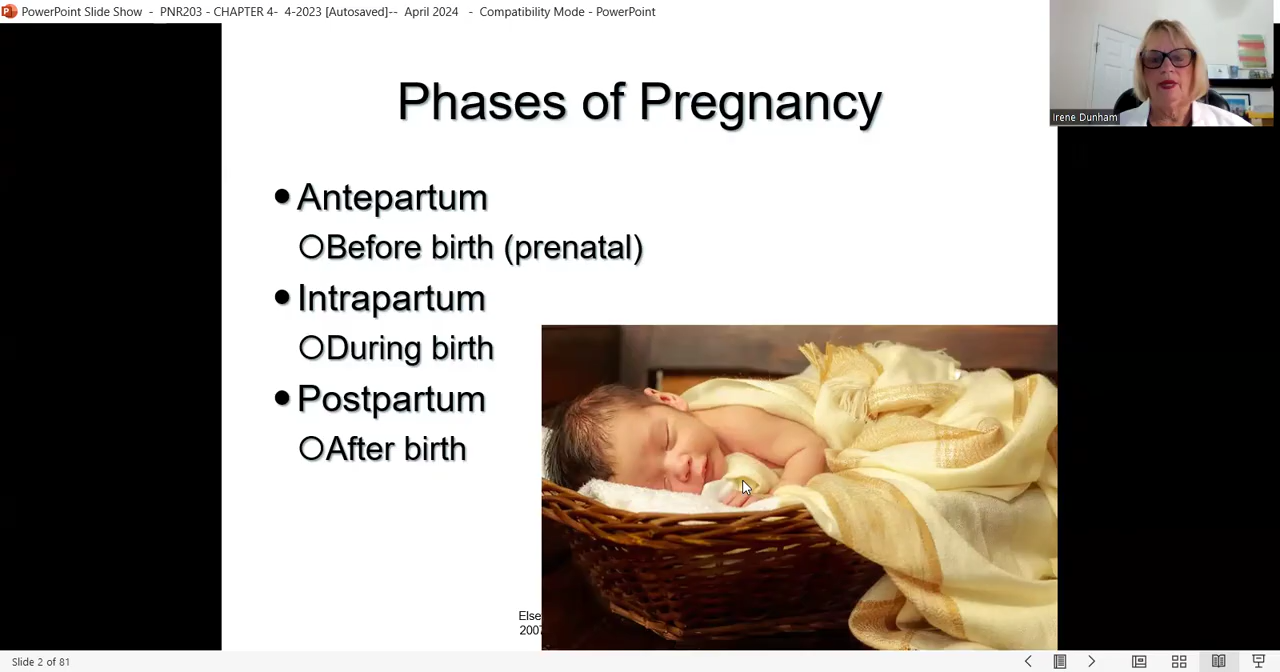 PowerPoint Slide Show - PNR203 - CHAPTER 4- 4-2023 [Autosaved]-- April 2024 - Compatibility Mode - PowerPoint
Irene Dunham
Phases of Pregnancy
Antepartum
Before birth (prenatal)
Intrapartum
During birth
Postpartum
After birth
2007
Slide 2 of 81